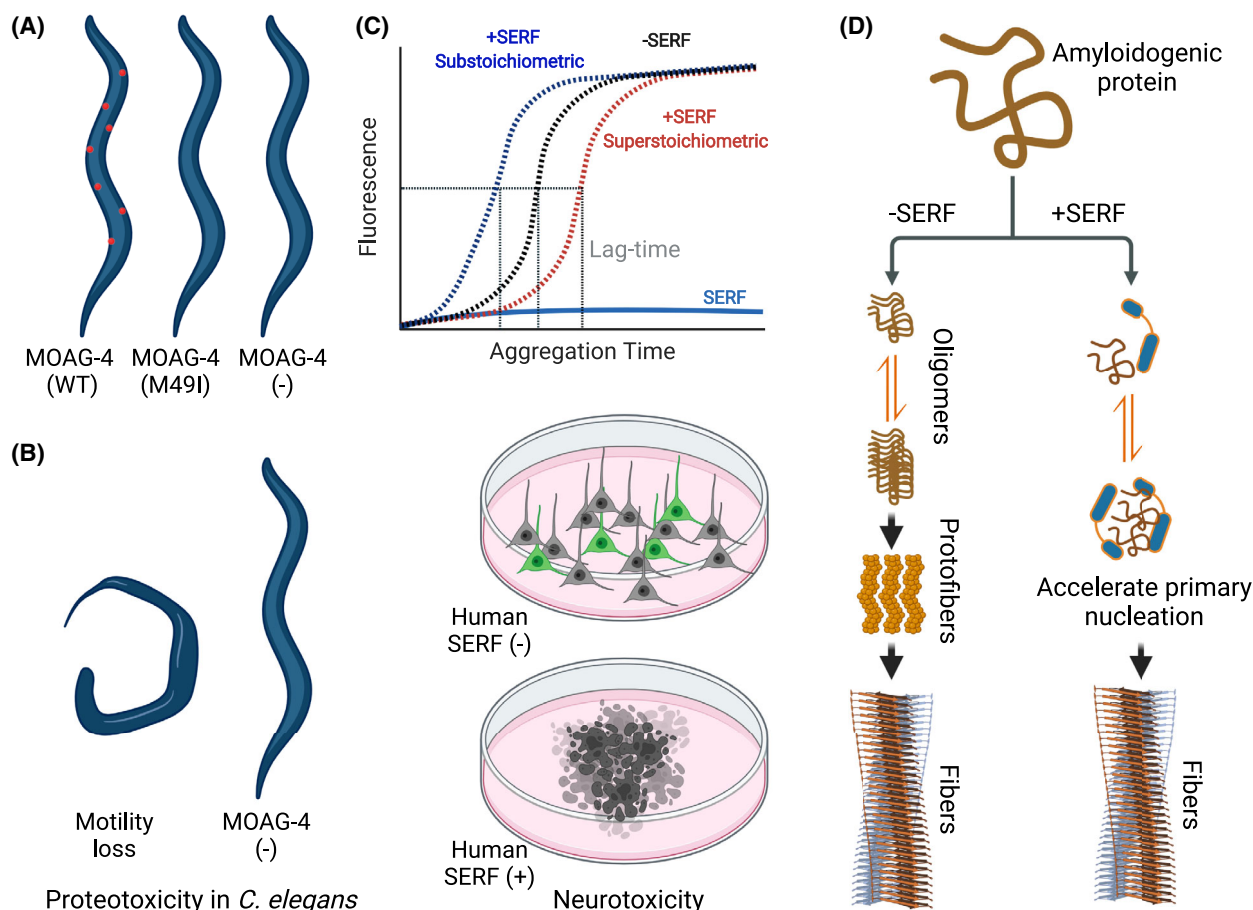 (A)
MOAG-4
(WT)
MOAG-4
(M49I)
MOAG-4
(-)
(B)
Motility
loss
MOAG-4
(-)
Proteotoxicity in C. elegans
(C)
+SERF
Substoichiometric
-SERF
+SERF
Superstoichiometric
Lag-time
SERF
Fluorescence
Aggregation Time
Human
SERF (-)
Human
SERF (+)
Neurotoxicity
(D)
Amyloidogenic
protein
-SERF
+SERF
Oligomers
Protofibers
Fibers
Accelerate primary
nucleation
Fibers